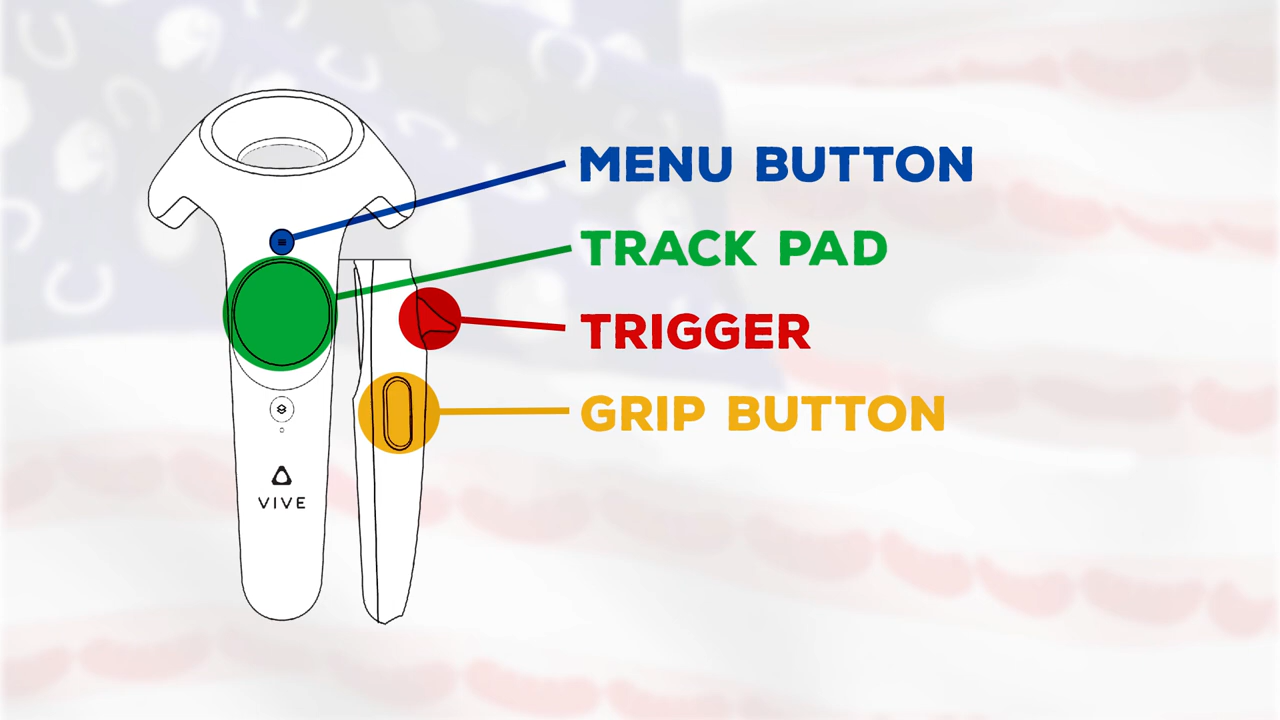 MENU BUTTON
TRACK PAD
TRIGGER
GRIP BUTTON
VIVE